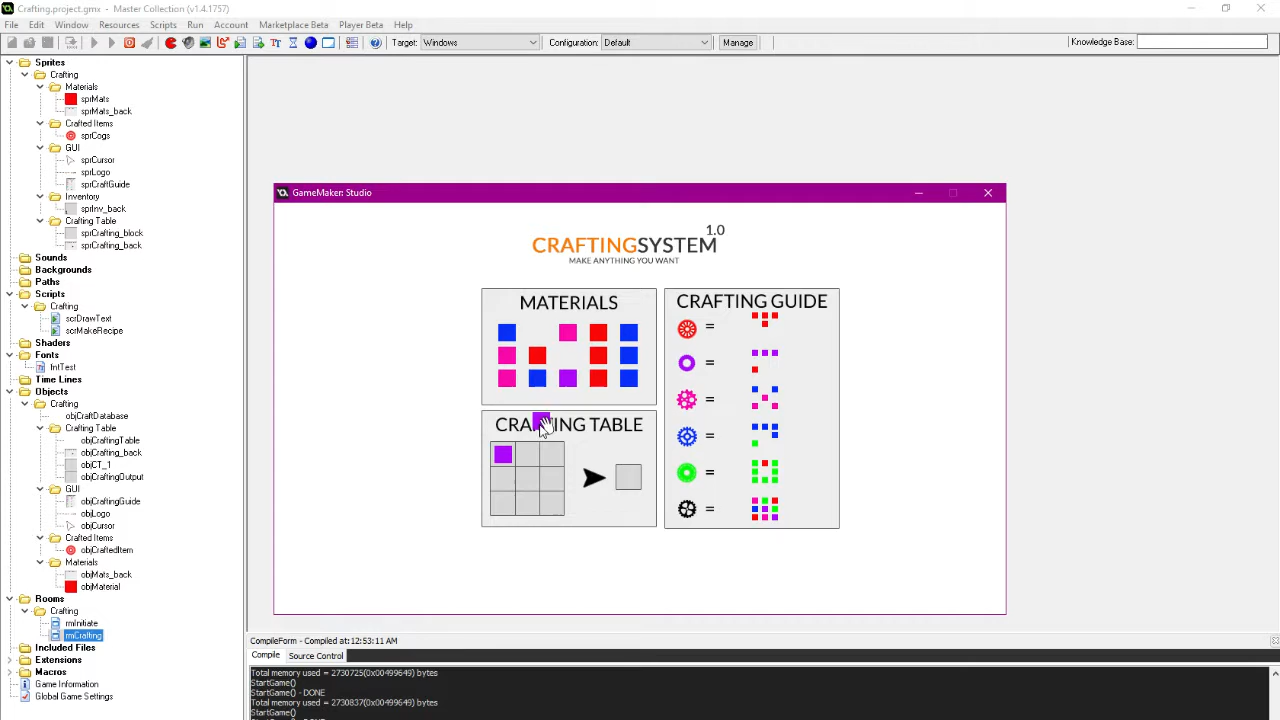 Crafting.project.gmx - Master Collection (v1.4.1757)
File Edit Window Resources Scripts Run Account Marketplace Beta Player Beta Help
Target: Windows Configuration: Default Manage Knowledge Base:
Sprites
Crafting
Materials
sprMats
sprMats_back
Crafted Items
sprCogs
GUI
sprCursor
sprLogo
sprCraftGuide
Inventory
sprInv_back
Crafting Table
sprCrafting_block
sprCrafting_back
Sounds
Backgrounds
Paths
Scripts
Crafting
scrDrawText
scrMakeRecipe
Shaders
Fonts
fntTest
Time Lines
Objects
Crafting
objCraftDatabase
Crafting Table
objCraftingTable
objCrafting_back
objCT_1
objCraftingOutput
GUI
objCraftingGuide
objLogo
objCursor
Crafted Items
objCraftedItem
Materials
objMats_back
objMaterial
Rooms
Crafting
rmInitiate
rmCrafting
Included Files
Extensions
Macros
Game Information
Global Game Settings
GameMaker: Studio
CRAFTINGSYSTEM 1.0
MAKE ANYTHING YOU WANT
MATERIALS
CRAFTING TABLE
CRAFTING GUIDE
=
=
=
=
=
=
CompileForm - Compiled at:12:53:11 AM
Compile Source Control
Total memory used = 2730725(0x00499649) bytes
StartGame()
StartGame() - DONE
Total memory used = 2730837(0x00499649) bytes
StartGame()
StartGame() - DONE